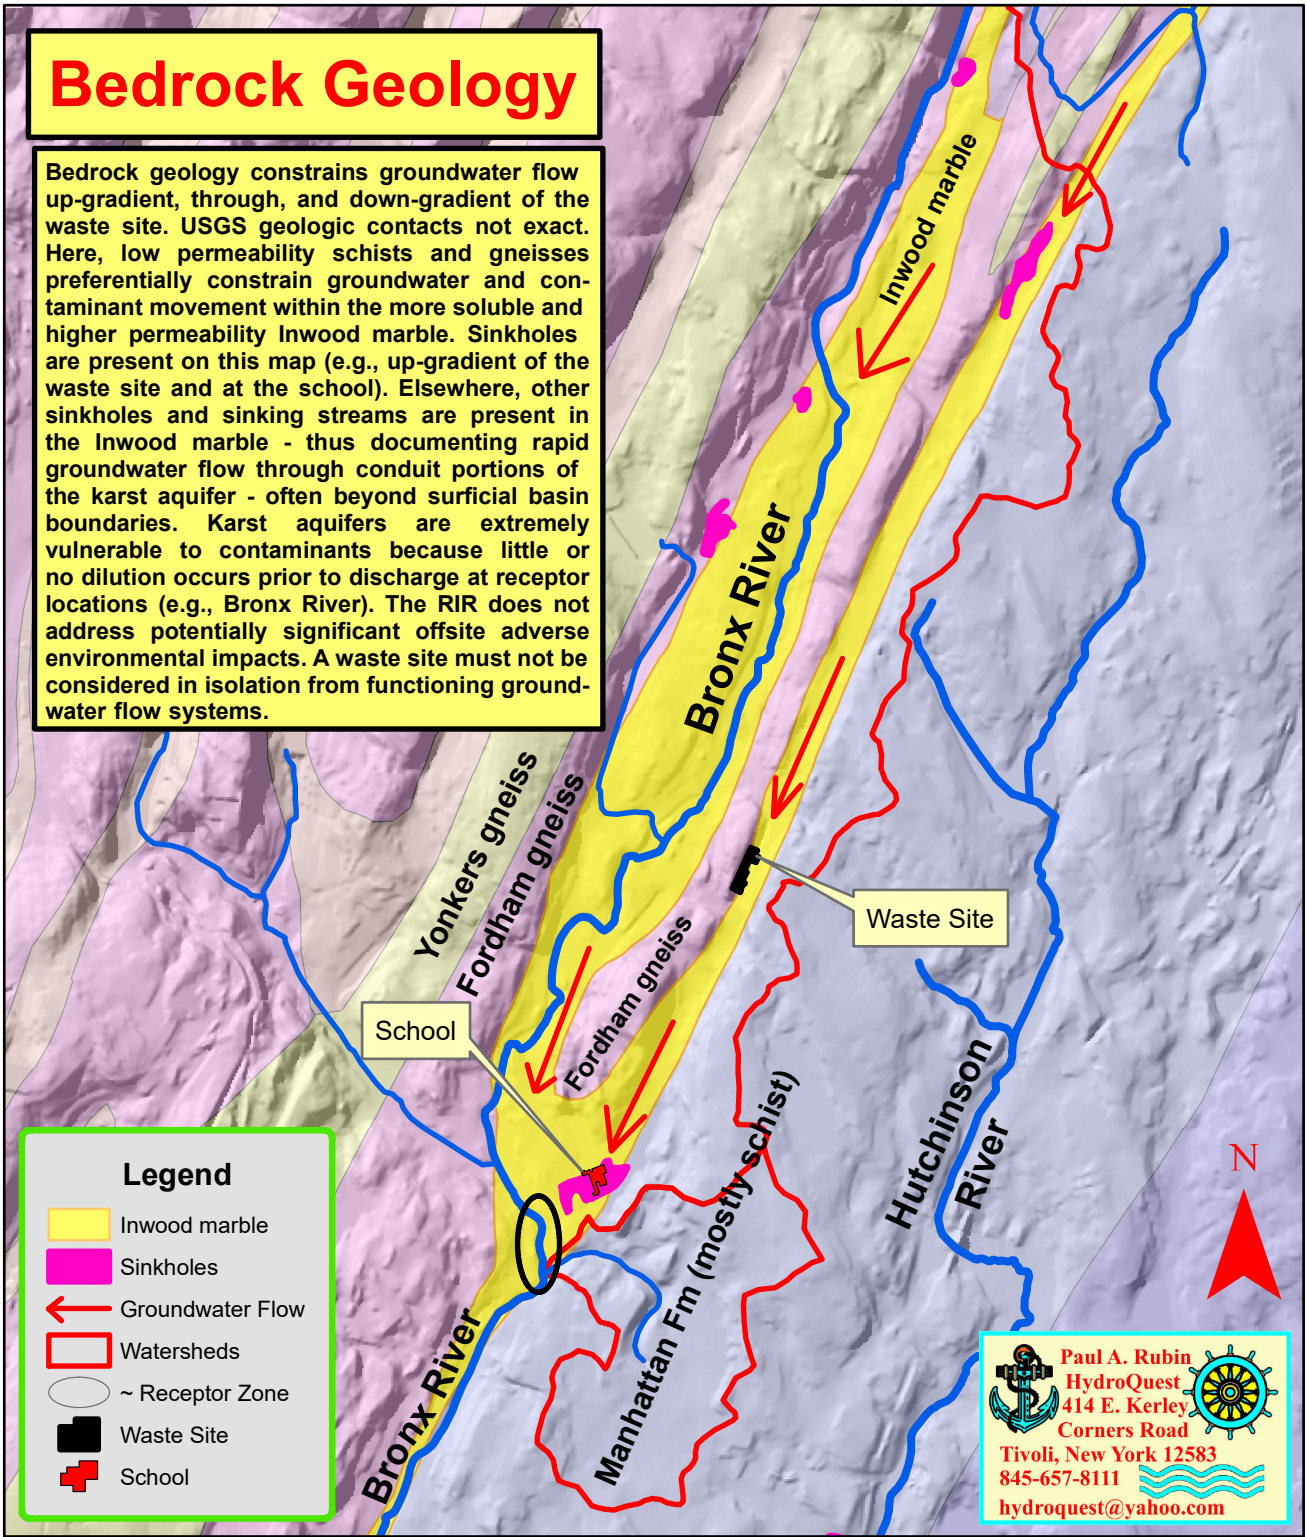 Bedrock Geology
Bedrock geology constrains groundwater flow
up-gradient, through, and down-gradient of the
waste site. USGS geologic contacts not exact.
Here, low permeability schists and gneisses
preferentially constrain groundwater and con-
taminant movement within the more soluble and
higher permeability Inwood marble. Sinkholes
are present on this map (e.g., up-gradient of the
waste site and at the school). Elsewhere, other
sinkholes and sinking streams are present in
the Inwood marble - thus documenting rapid
groundwater flow through conduit portions of
the karst aquifer - often beyond surficial basin
boundaries. Karst aquifers are extremely
vulnerable to contaminants because little or
no dilution occurs prior to discharge at receptor
locations (e.g., Bronx River). The RIR does not
address potentially significant offsite adverse
environmental impacts. A waste site must not be
considered in isolation from functioning ground-
water flow systems.
Inwood marble
Bronx River
Yonkers gneiss
Fordham gneiss
Fordham gneiss
Waste Site
School
Manhattan Fm (mostly schist)
Hutchinson
River
Bronx River
N
Legend
Inwood marble
Sinkholes
Groundwater Flow
Watersheds
~ Receptor Zone
Waste Site
School
Paul A. Rubin
HydroQuest
414 E. Kerley
Corners Road
Tivoli, New York 12583
845-657-8111
hydroquest@yahoo.com